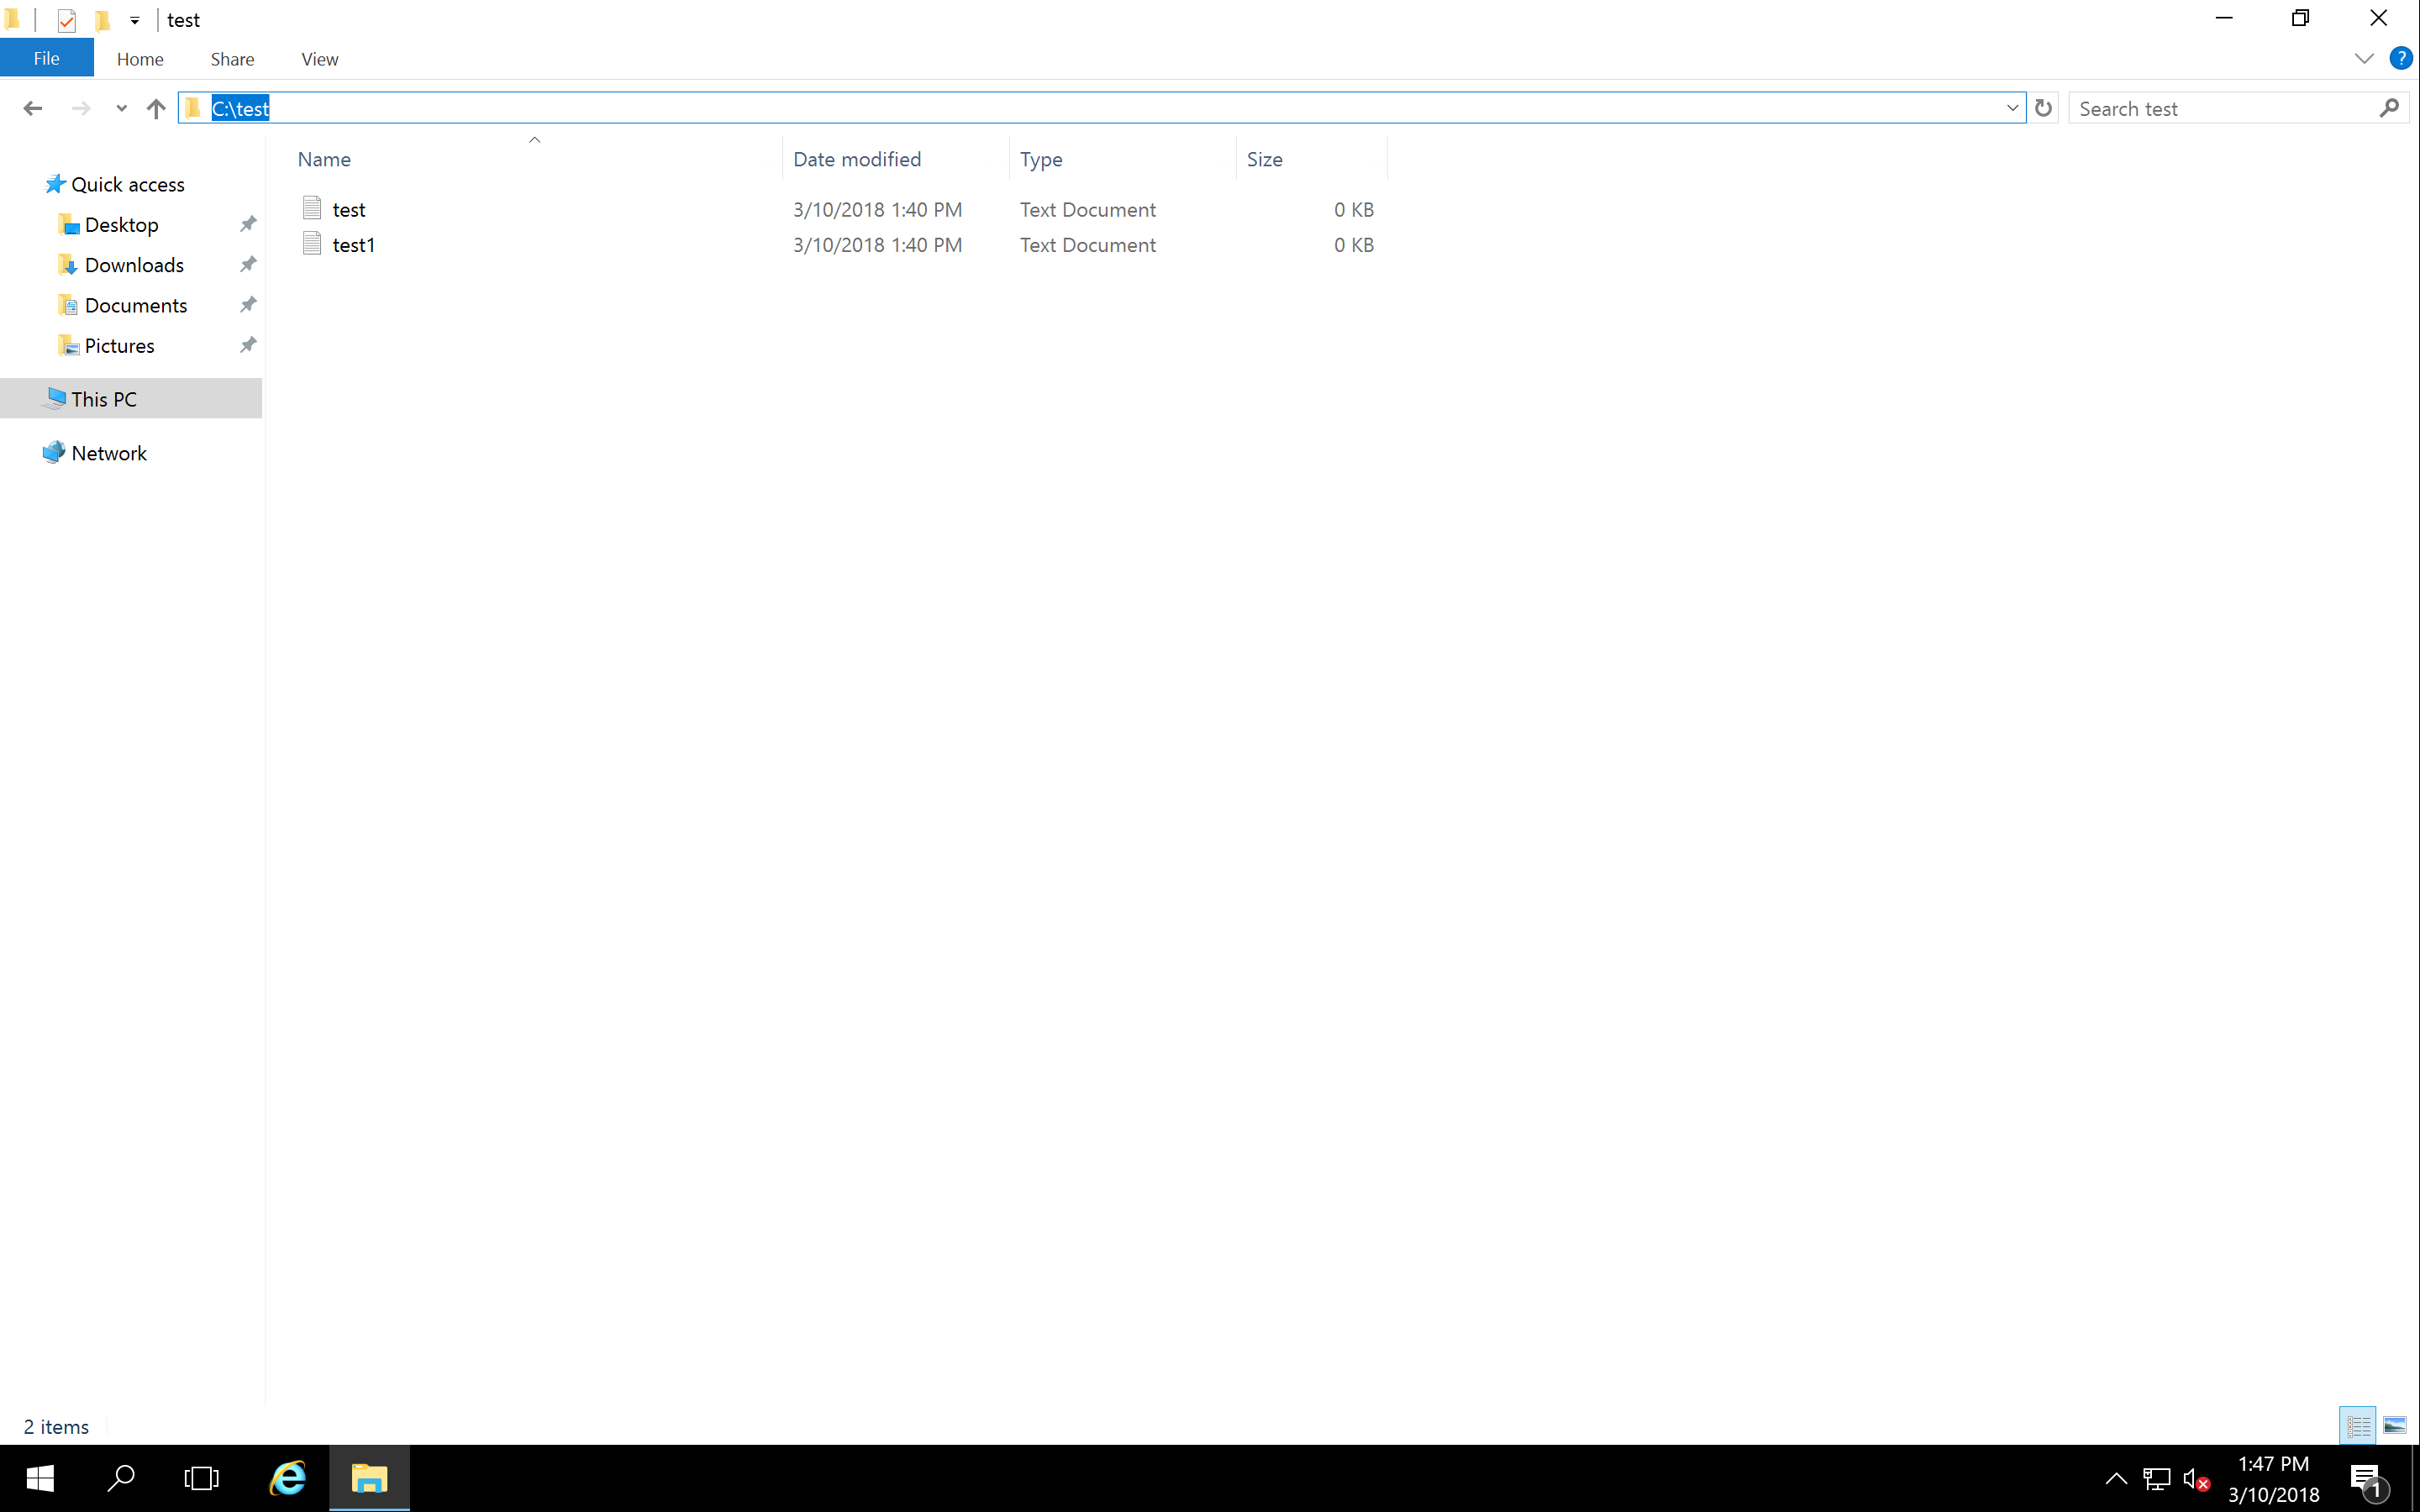 test
File Home Share View
?
C:\test
Search test
Name Date modified Type Size
Quick access
Desktop
Downloads
Documents
Pictures
This PC
Network
test 3/10/2018 1:40 PM Text Document 0 KB
test1 3/10/2018 1:40 PM Text Document 0 KB
2 items
1:47 PM
3/10/2018
1